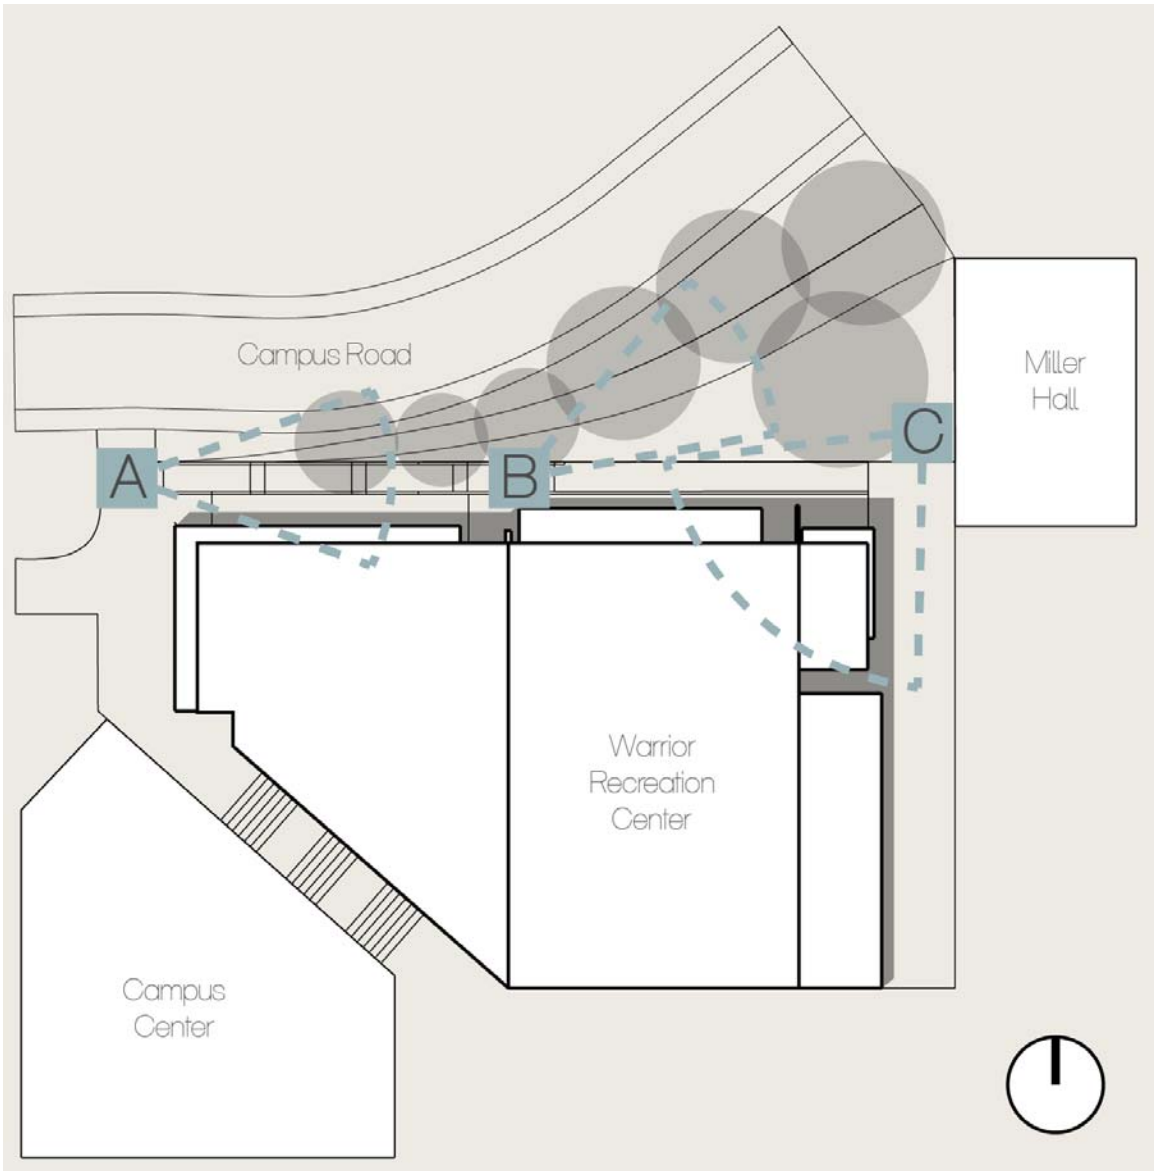 Campus Road
Miller
Hall
A
B
C
Warrior
Recreation
Center
Campus
Center